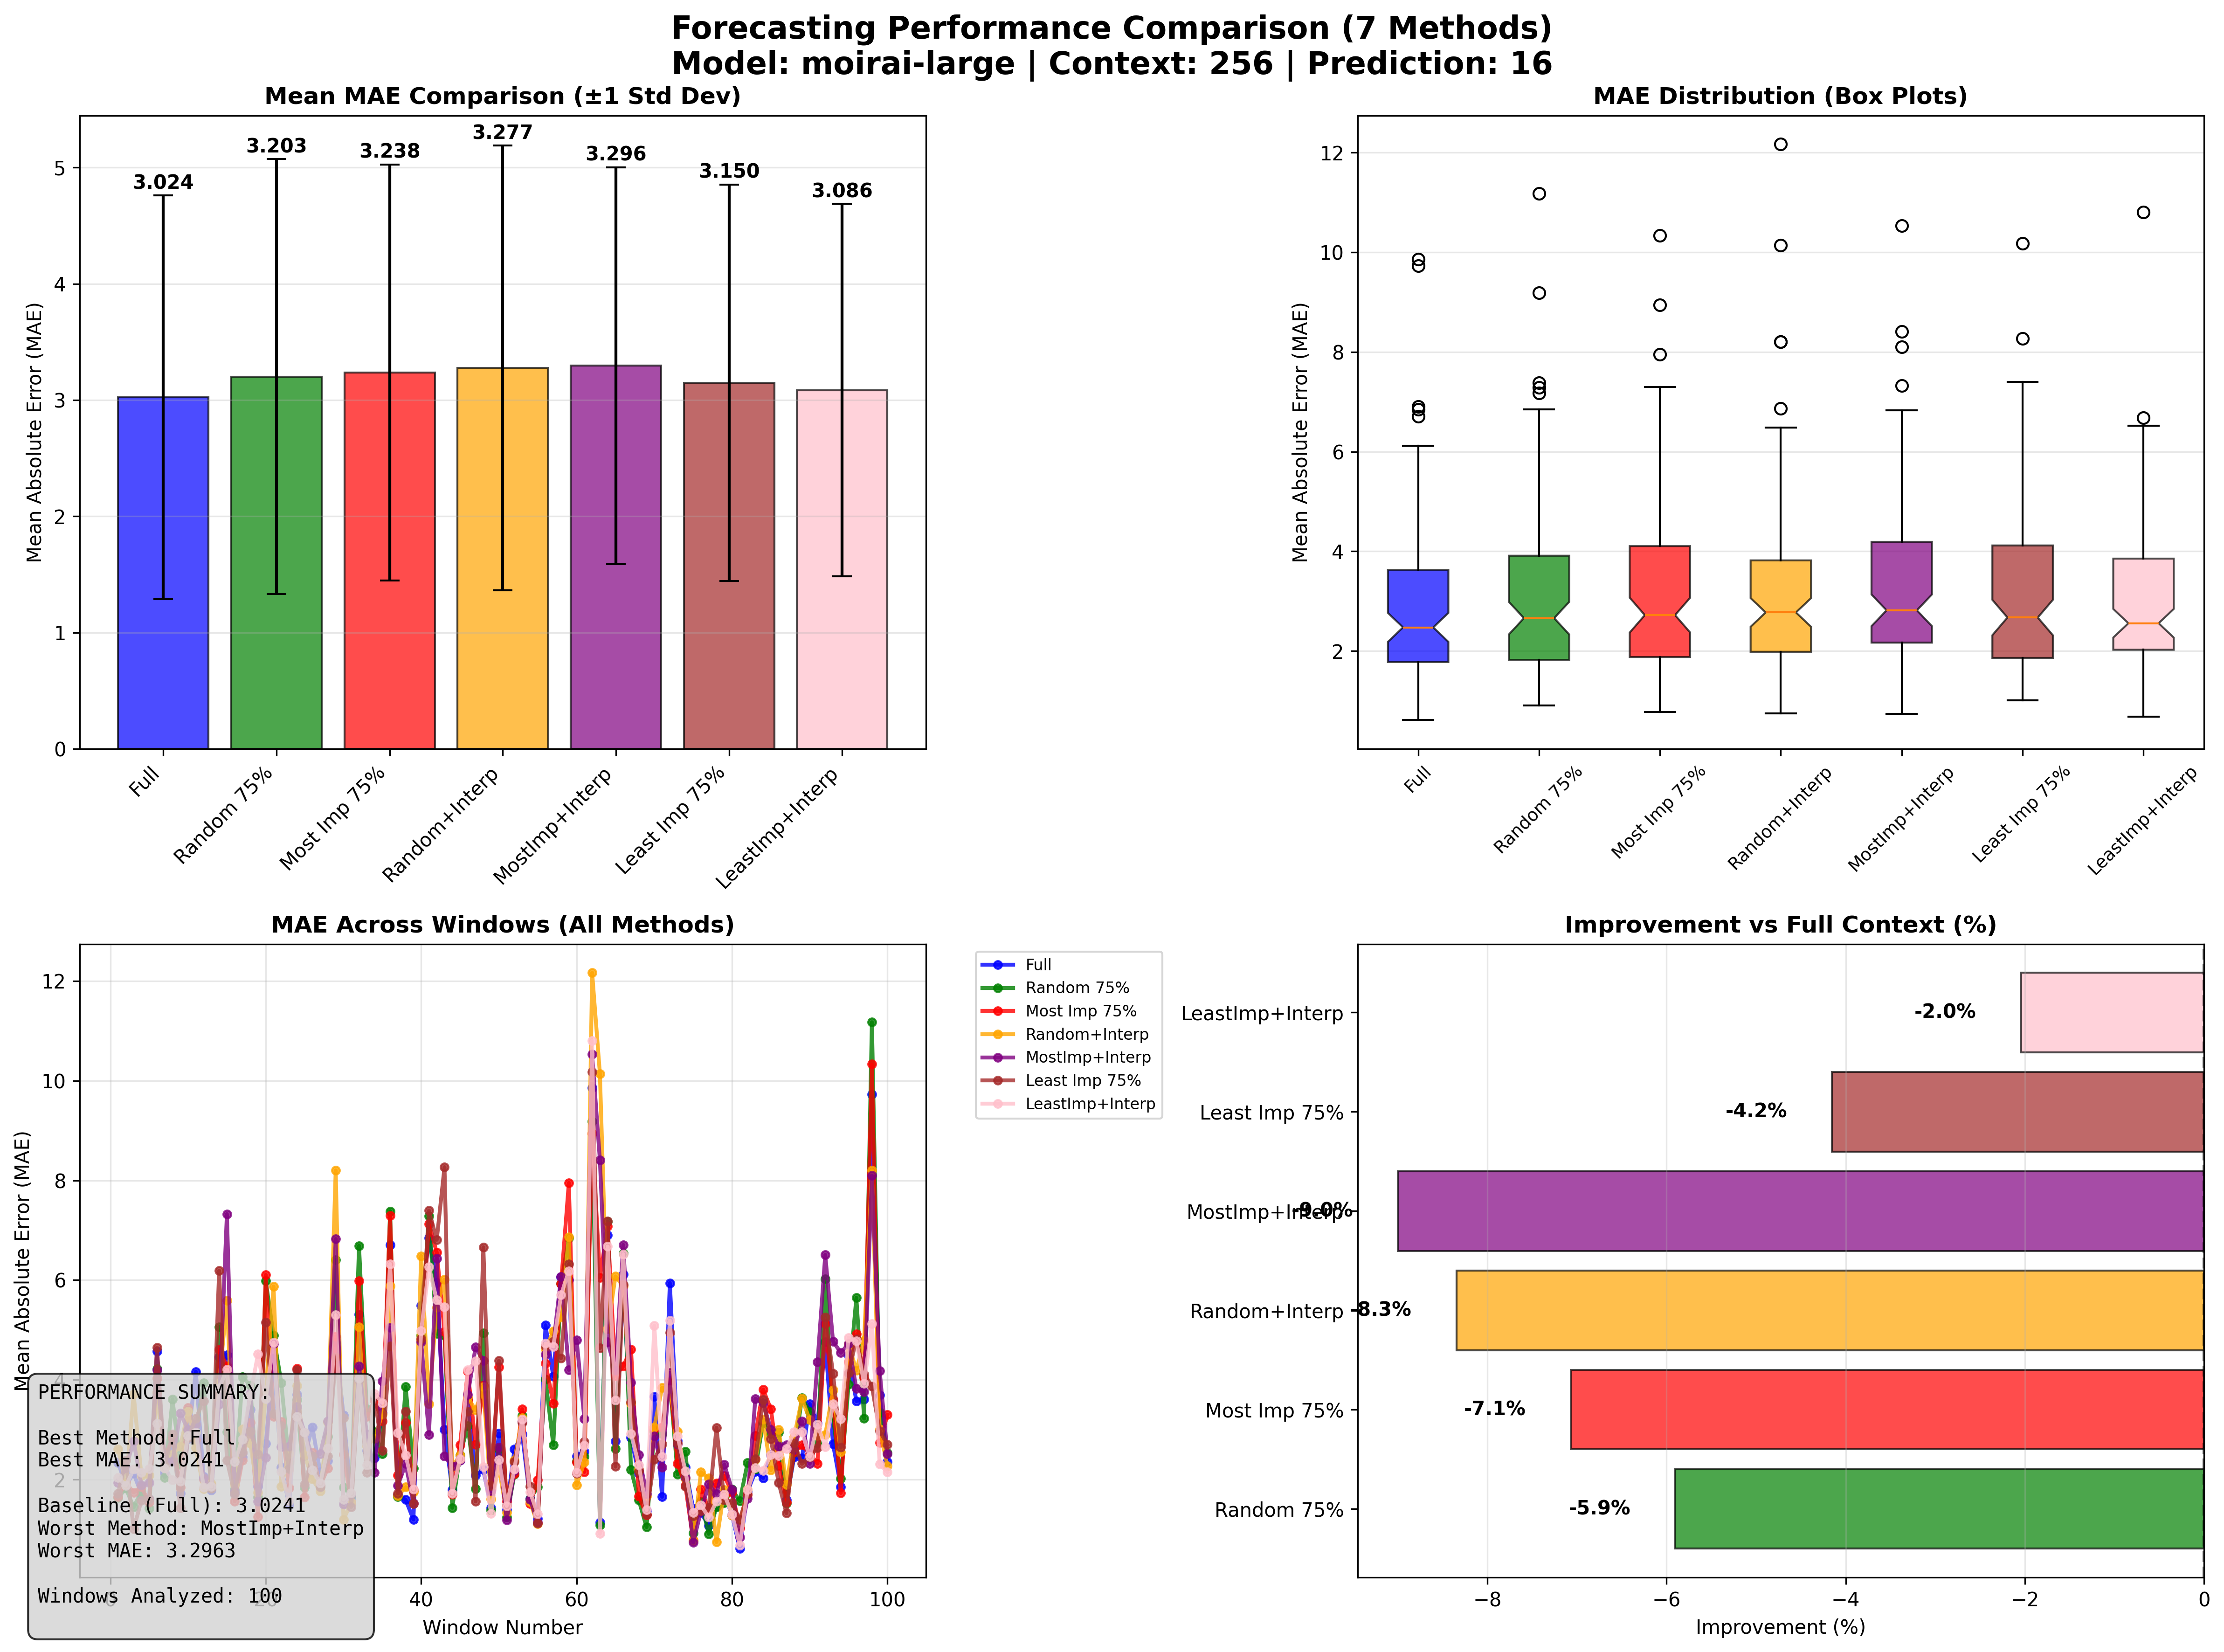 Forecasting Performance Comparison (7 Methods)
Model: moirai-large | Context: 256 | Prediction: 16
Mean MAE Comparison (±1 Std Dev)
Mean Absolute Error (MAE)
5
4
3
2
1
0
3.024
3.203
3.238
3.277
3.296
3.150
3.086
Full
Random 75%
Most Imp 75%
Random+Interp
MostImp+Interp
Least Imp 75%
LeastImp+Interp
MAE Distribution (Box Plots)
Mean Absolute Error (MAE)
12
10
8
6
4
2
Full
Random 75%
Most Imp 75%
Random+Interp
MostImp+Interp
Least Imp 75%
LeastImp+Interp
MAE Across Windows (All Methods)
Mean Absolute Error (MAE)
12
10
8
6
4
2
0
20
40
60
80
100
Window Number
Full
Random 75%
Most Imp 75%
Random+Interp
MostImp+Interp
Least Imp 75%
LeastImp+Interp
PERFORMANCE SUMMARY:
Best Method: Full
Best MAE: 3.0241
Baseline (Full): 3.0241
Worst Method: MostImp+Interp
Worst MAE: 3.2963
Windows Analyzed: 100
Improvement vs Full Context (%)
LeastImp+Interp
-2.0%
Least Imp 75%
-4.2%
MostImp+Interp
-9.0%
Random+Interp
-8.3%
Most Imp 75%
-7.1%
Random 75%
-5.9%
−8
−6
−4
−2
0
Improvement (%)